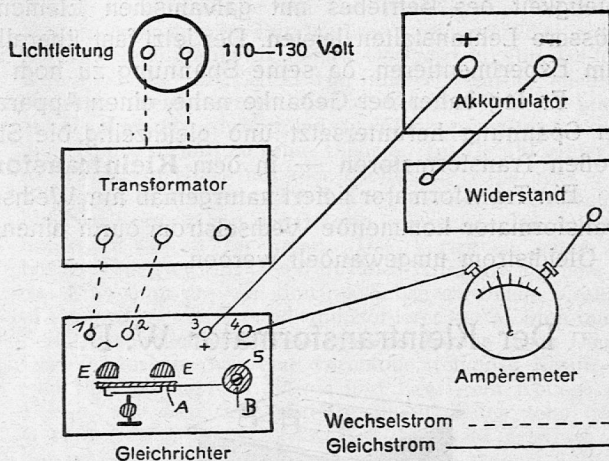 Lichtleitung 110—130 Volt
+
Akkumulator
Transformator
Widerstand
1 2 3 4
+
5
E E
A B
Ampèremeter
Gleichrichter
Wechselstrom
Gleichstrom